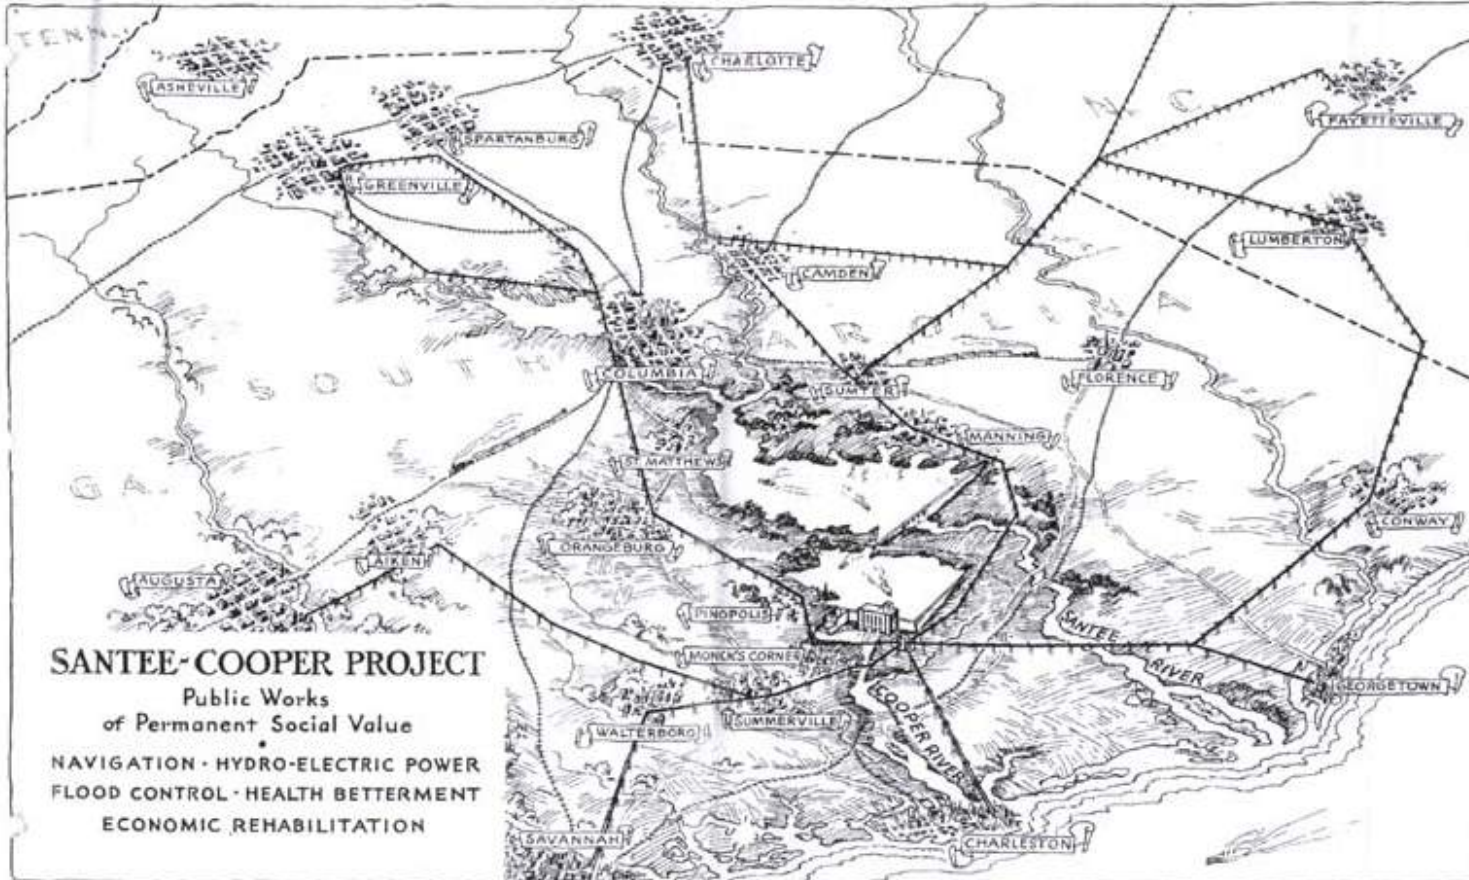 TENN.
ASHEVILLE
CHARLOTTE
N. C.
FAYETTEVILLE
SPARTANBURG
GREENVILLE
LUMBERTON
CAMDEN
SOUTH
CAROLINA
COLUMBIA
SUMTER
FLORENCE
MANNING
ST. MATTHEWS
GA.
CONWAY
ORANGEBURG
AIKEN
AUGUSTA
PINOPOLIS
SANTEE RIVER
MONCK'S CORNER
GEORGETOWN
SANTEE-COOPER PROJECT
Public Works
of Permanent Social Value
NAVIGATION · HYDRO-ELECTRIC POWER
FLOOD CONTROL · HEALTH BETTERMENT
ECONOMIC REHABILITATION
COOPER RIVER
WALTERBORO
SUMMERVILLE
SAVANNAH
CHARLESTON